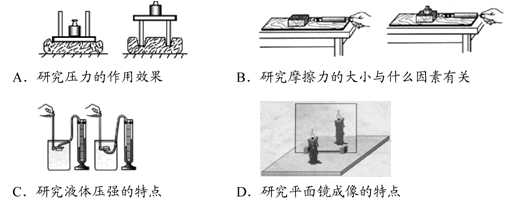 A．研究压力的作用效果
B．研究摩擦力的大小与什么因素有关
C．研究液体压强的特点
D．研究平面镜成像的特点